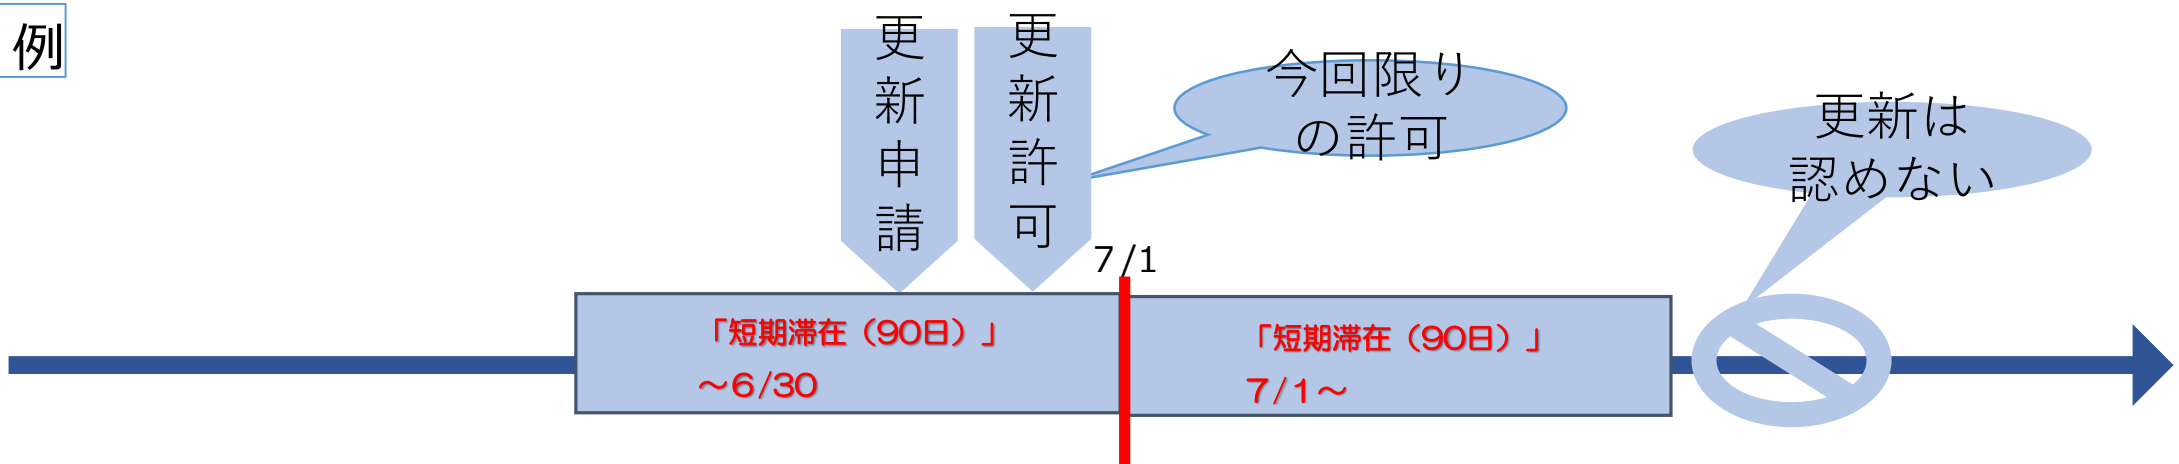 例
更新申請
更新許可
今回限り
の許可
更新は
認めない
7/1
「短期滞在（90日）」
～6/30
「短期滞在（90日）」
7/1～